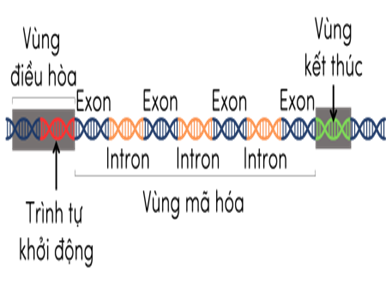 Vùng
điều hòa
Vùng
kết thúc
Exon
Exon
Exon
Exon
Intron
Intron
Intron
Trình tự
khởi động
Vùng mã hóa